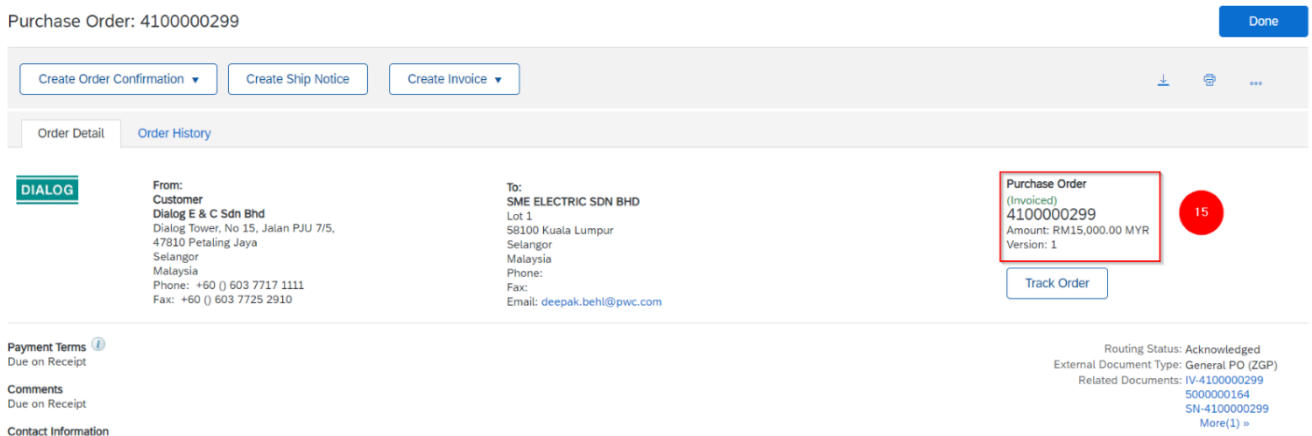 Purchase Order: 4100000299
Done
Create Order Confirmation ▼
Create Ship Notice
Create Invoice ▼
Order Detail
Order History
DIALOG
From:
Customer
Dialog E & C Sdn Bhd
Dialog Tower, No 15, Jalan PJU 7/5,
47810 Petaling Jaya
Selangor
Malaysia
Phone: +60 () 603 7717 1111
Fax: +60 () 603 7725 2910
To:
SME ELECTRIC SDN BHD
Lot 1
58100 Kuala Lumpur
Selangor
Malaysia
Phone:
Fax:
Email: deepak.behl@pwc.com
Purchase Order
(Invoiced)
4100000299
Amount: RM15,000.00 MYR
Version: 1
15
Track Order
Payment Terms
Due on Receipt
Comments
Due on Receipt
Contact Information
Routing Status: Acknowledged
External Document Type: General PO (ZGP)
Related Documents: IV-4100000299
5000000164
SN-4100000299
More(1) »